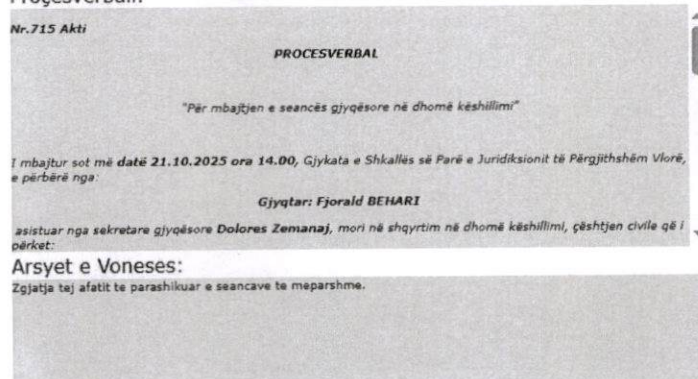 Nr.715 Akti
PROCESVERBAL
"Për mbajtjen e seancës gjyqësore në dhomë këshillimi"
I mbajtur sot më datë 21.10.2025 ora 14.00, Gjykata e Shkallës së Parë e Juridiksionit të Përgjithshëm Vlorë,
e përbërë nga:
Gjyqtar: Fjorald BEHARI
asistuar nga sekretare gjyqësore Dolores Zemanaj, mori në shqyrtim në dhomë këshillimi, çështjen civile që i
përket:
Arsyet e Voneses:
Zgjatja tej afatit te parashikuar e seancave te meparshme.